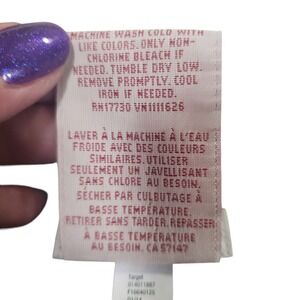 MACHINE WASH COLD WITH
LIKE COLORS. ONLY NON-
CHLORINE BLEACH IF
NEEDED. TUMBLE DRY LOW.
REMOVE PROMPTLY. COOL
IRON IF NEEDED.
RN17730 VN1111626
LAVER À LA MACHINE À L'EAU
FROIDE AVEC DES COULEURS
SIMILAIRES. UTILISER
SEULEMENT UN JAVELLISANT
SANS CHLORE AU BESOIN.
SÉCHER PAR CULBUTAGE À
BASSE TEMPÉRATURE.
RETIRER SANS TARDER. REPASSER
À BASSE TEMPÉRATURE
AU BESOIN. CA57147
Target